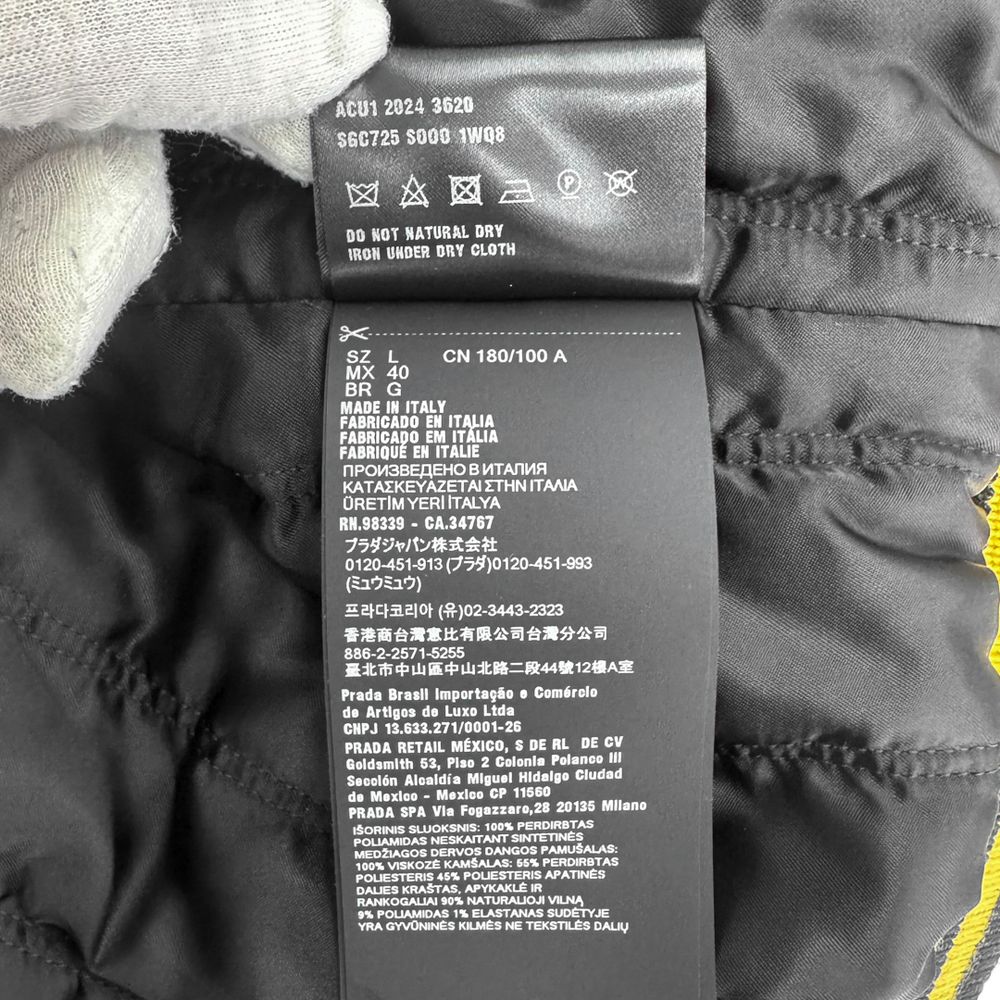 ACU1 2024 3620
S6C725 S000 1WQ8
DO NOT NATURAL DRY
IRON UNDER DRY CLOTH
SZ L CN 180/100 A
MX 40
BR G
MADE IN ITALY
FABRICADO EN ITALIA
FABRICADO EM ITÁLIA
FABRIQUÉ EN ITALIE
ПРОИЗВЕДЕНО В ИТАЛИЯ
ΚΑΤΑΣΚΕΥΑΖΕΤΑΙ ΣΤΗΝ ΙΤΑΛΙΑ
ÜRETİM YERİ İTALYA
RN.98339 - CA.34767
プラダジャパン株式会社
0120-451-913 (プラダ)0120-451-993
(ミュウミュウ)
프라다코리아 (유)02-3443-2323
香港商台灣惠比有限公司台灣分公司
886-2-2571-5255
臺北市中山區中山北路二段44號12樓A室
Prada Brasil Importação e Comércio
de Artigos de Luxo Ltda
CNPJ 13.633.271/0001-26
PRADA RETAIL MÉXICO, S DE RL DE CV
Goldsmith 53, Piso 2 Colonia Polanco III
Sección Alcaldía Miguel Hidalgo Ciudad
de Mexico - Mexico CP 11560
PRADA SPA Via Fogazzaro,28 20135 Milano
IŠORINIS SLUOKSNIS: 100% PERDIRBTAS
POLIAMIDAS NESKAITANT SINTETINĖS
MEDŽIAGOS DERVOS DANGOS PAMUŠALAS:
100% VISKOZĖ KAMŠALAS: 55% PERDIRBTAS
POLIESTERIS 45% POLIESTERIS APATINĖS
DALIES KRAŠTAS, APYKAKLĖ IR
RANKOGALIAI 90% NATURALIOJI VILNĄ
9% POLIAMIDAS 1% ELASTANAS SUDĖTYJE
YRA GYVŪNINĖS KILMĖS NE TEKSTILĖS DALIŲ